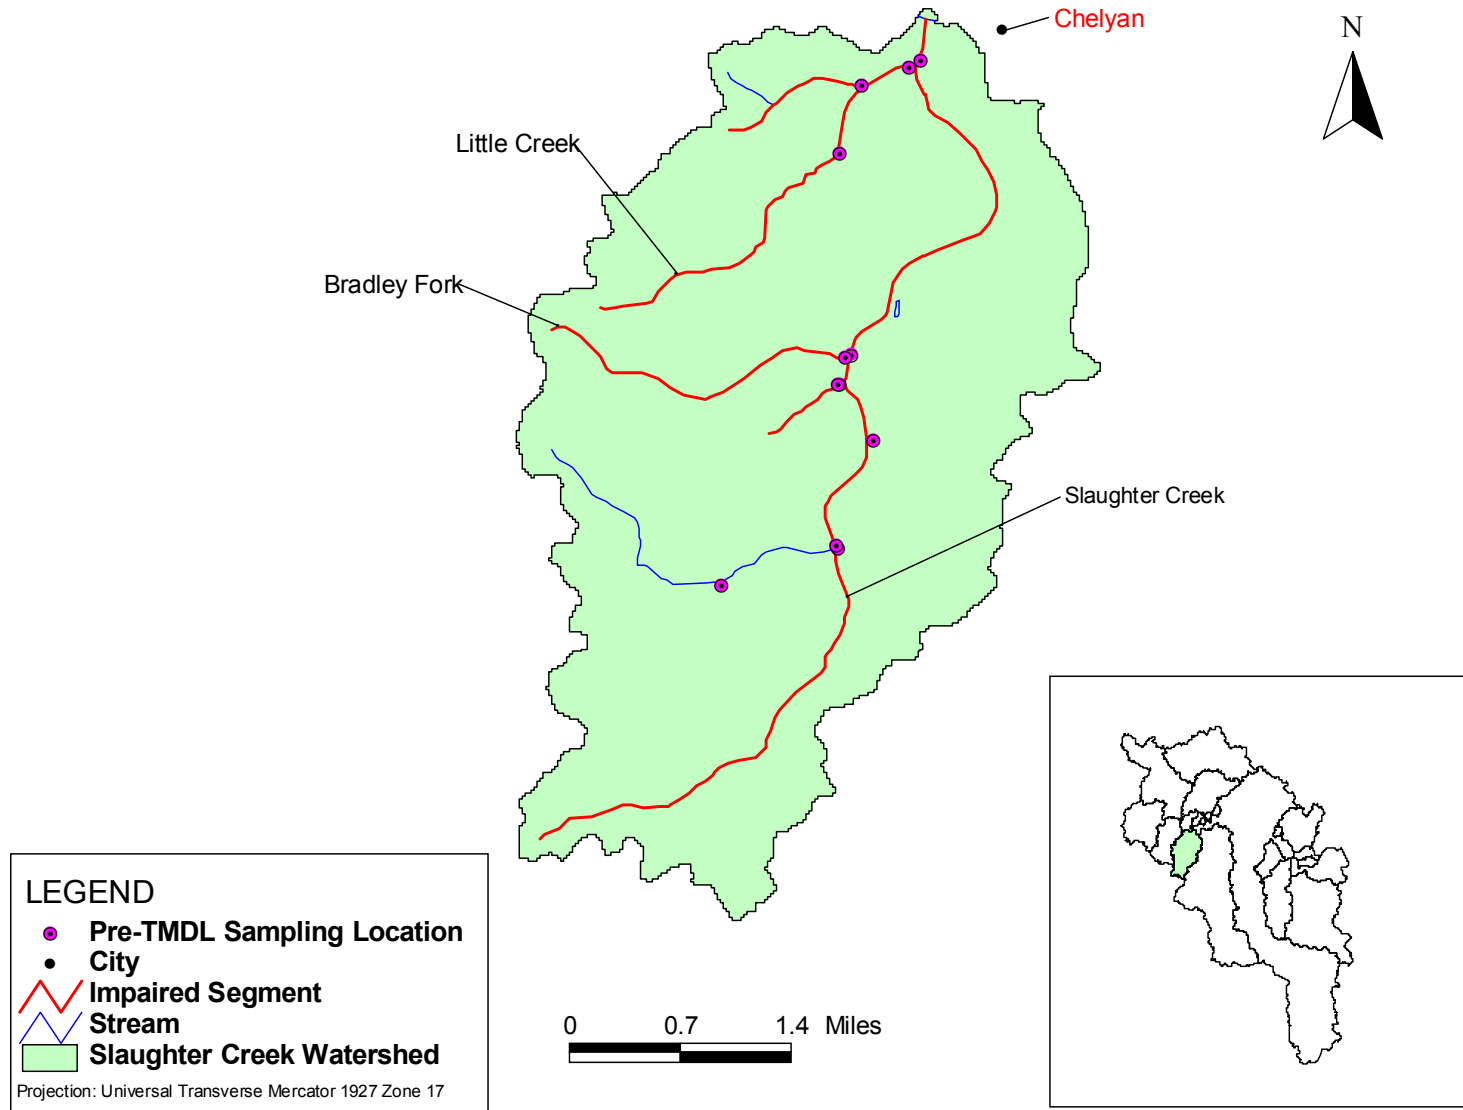 Chelyan
N
Little Creek
Bradley Fork
Slaughter Creek
LEGEND
Pre-TMDL Sampling Location
City
Impaired Segment
Stream
Slaughter Creek Watershed
Projection: Universal Transverse Mercator 1927 Zone 17
0 0.7 1.4 Miles